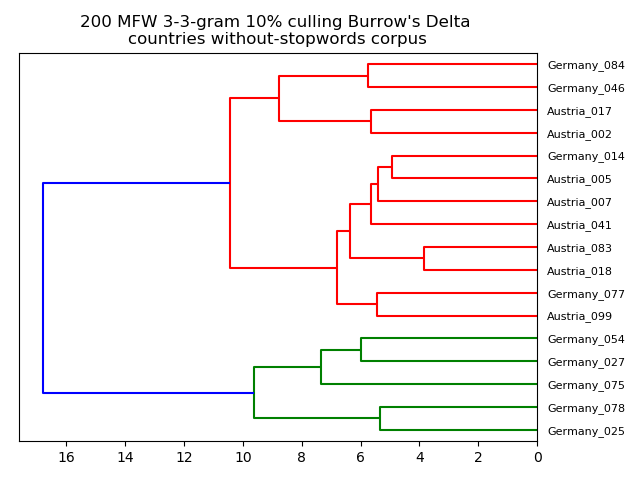 200 MFW 3-3-gram 10% culling Burrow's Delta
countries without-stopwords corpus
Germany_084
Germany_046
Austria_017
Austria_002
Germany_014
Austria_005
Austria_007
Austria_041
Austria_083
Austria_018
Germany_077
Austria_099
Germany_054
Germany_027
Germany_075
Germany_078
Germany_025
16 14 12 10 8 6 4 2 0